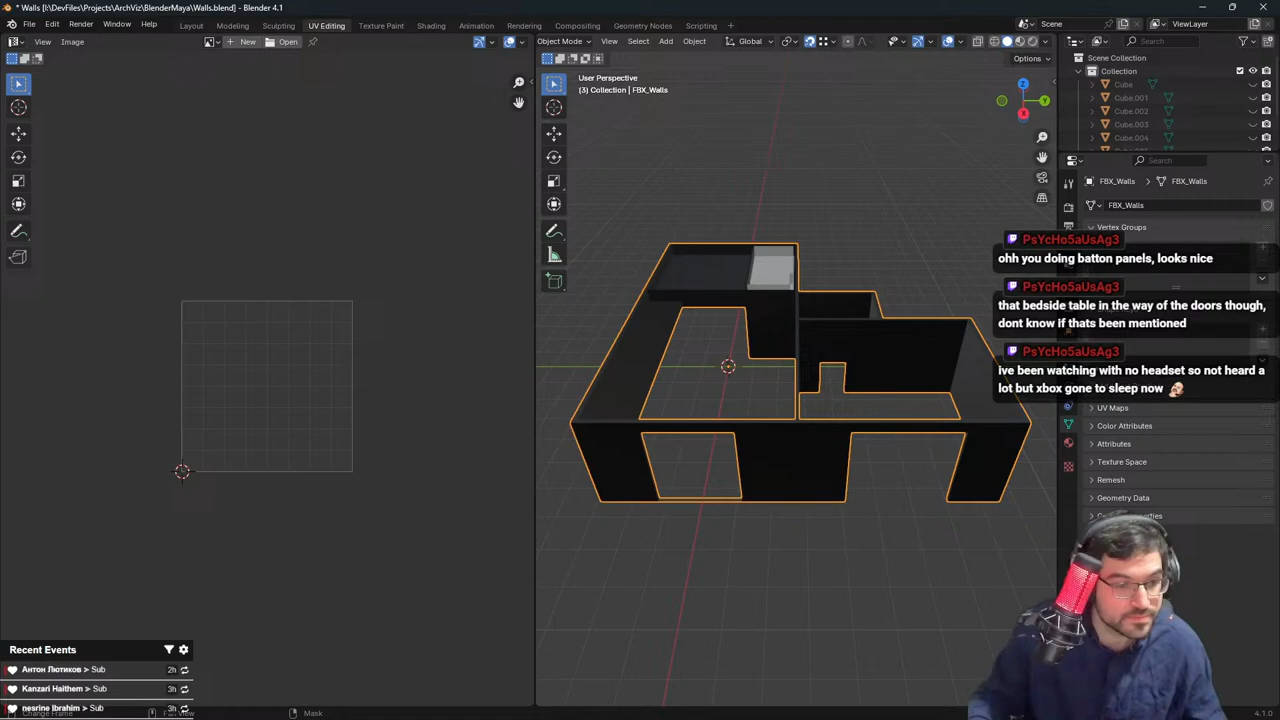 * Walls [I:\DevFiles\Projects\ArchViz\BlenderMaya\Walls.blend] - Blender 4.1
File Edit Render Window Help
Layout Modeling Sculpting UV Editing Texture Paint Shading Animation Rendering Compositing Geometry Nodes Scripting +
Scene
ViewLayer
View Image
New Open
Object Mode View Select Add Object
Global
Options
Search
Scene Collection
Collection
Cube
Cube.001
Cube.002
Cube.003
Cube.004
User Perspective
(3) Collection | FBX_Walls
Z
Y
X
Search
FBX_Walls > FBX_Walls
FBX_Walls
Vertex Groups
PsYcHo5aUsAg3
ohh you doing batton panels, looks nice
PsYcHo5aUsAg3
that bedside table in the way of the doors though,
dont know if thats been mentioned
PsYcHo5aUsAg3
ive been watching with no headset so not heard a
lot but xbox gone to sleep now
UV Maps
Color Attributes
Attributes
Texture Space
Remesh
Geometry Data
Recent Events
Антон Лютиков > Sub 2h
Kanzari Haithem > Sub 3h
nesrine Ibrahim > Sub 3h
Mask
4.1.0